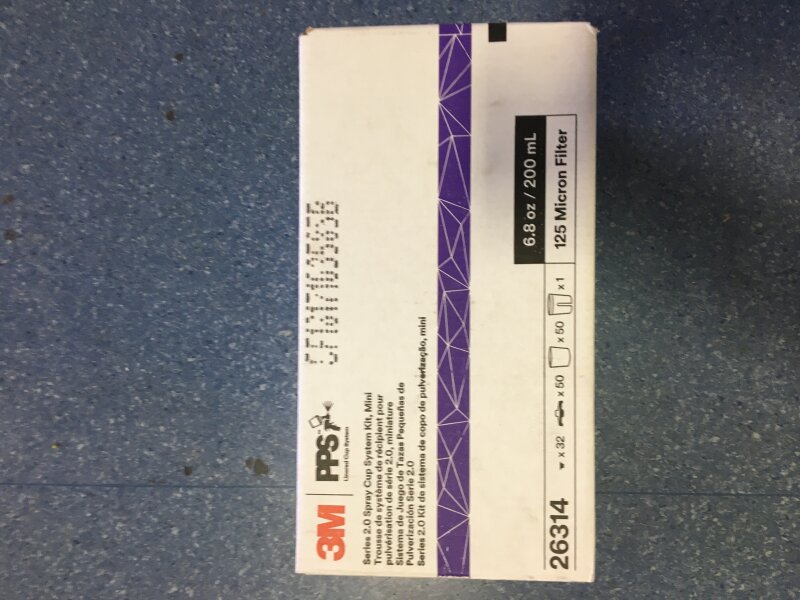 3M
PPS™
Series 2.0 Spray Cup System Kit, Mini
Trousse de système de récipient pour
pulvérisation de série 2.0, miniature
Sistema de Juego de Tazas Pequeñas de
Pulverización Serie 2.0
Series 2.0 Kit de sistema de copo de pulverização, mini
6.8 oz / 200 mL
26314
x 32
x 50
x 50
x 1
125 Micron Filter